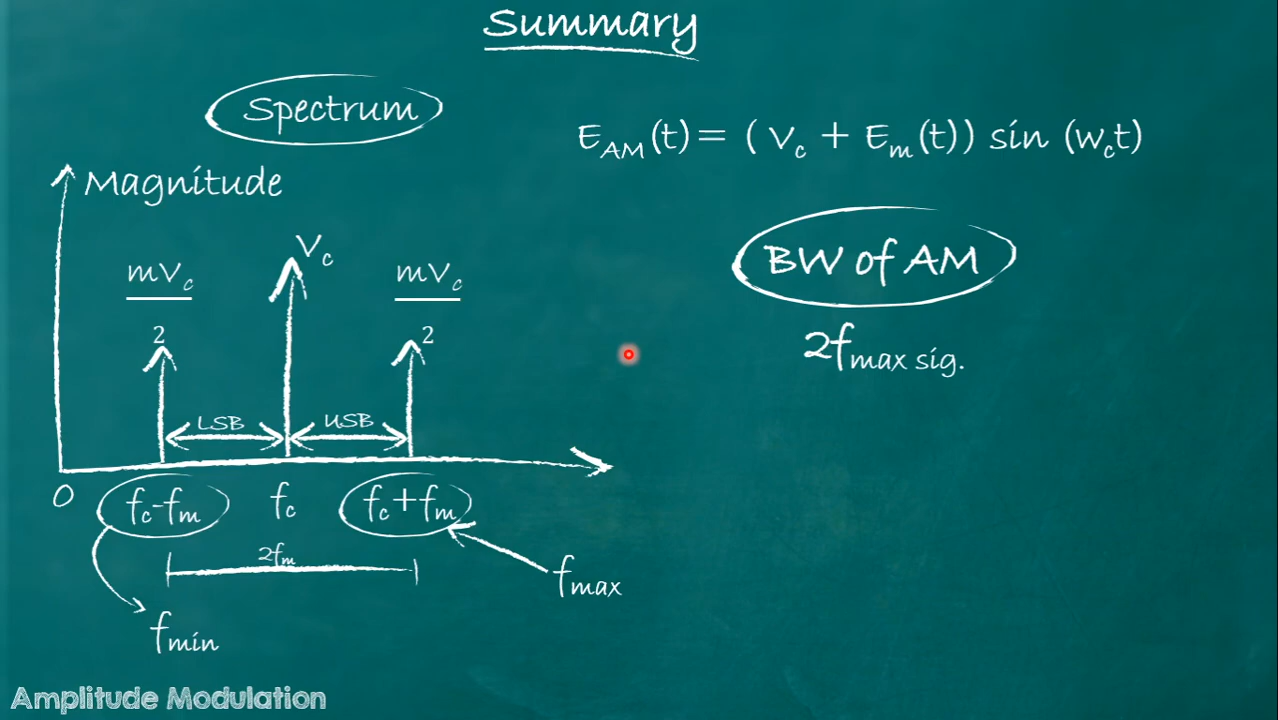 Summary
Spectrum
E_AM(t) = ( V_c + E_m(t)) sin (w_ct)
Magnitude
V_c
mV_c
2
mV_c
2
BW of AM
2f_max sig.
LSB
USB
0
f_c-f_m
f_c
f_c+f_m
2f_m
f_max
f_min
Amplitude Modulation